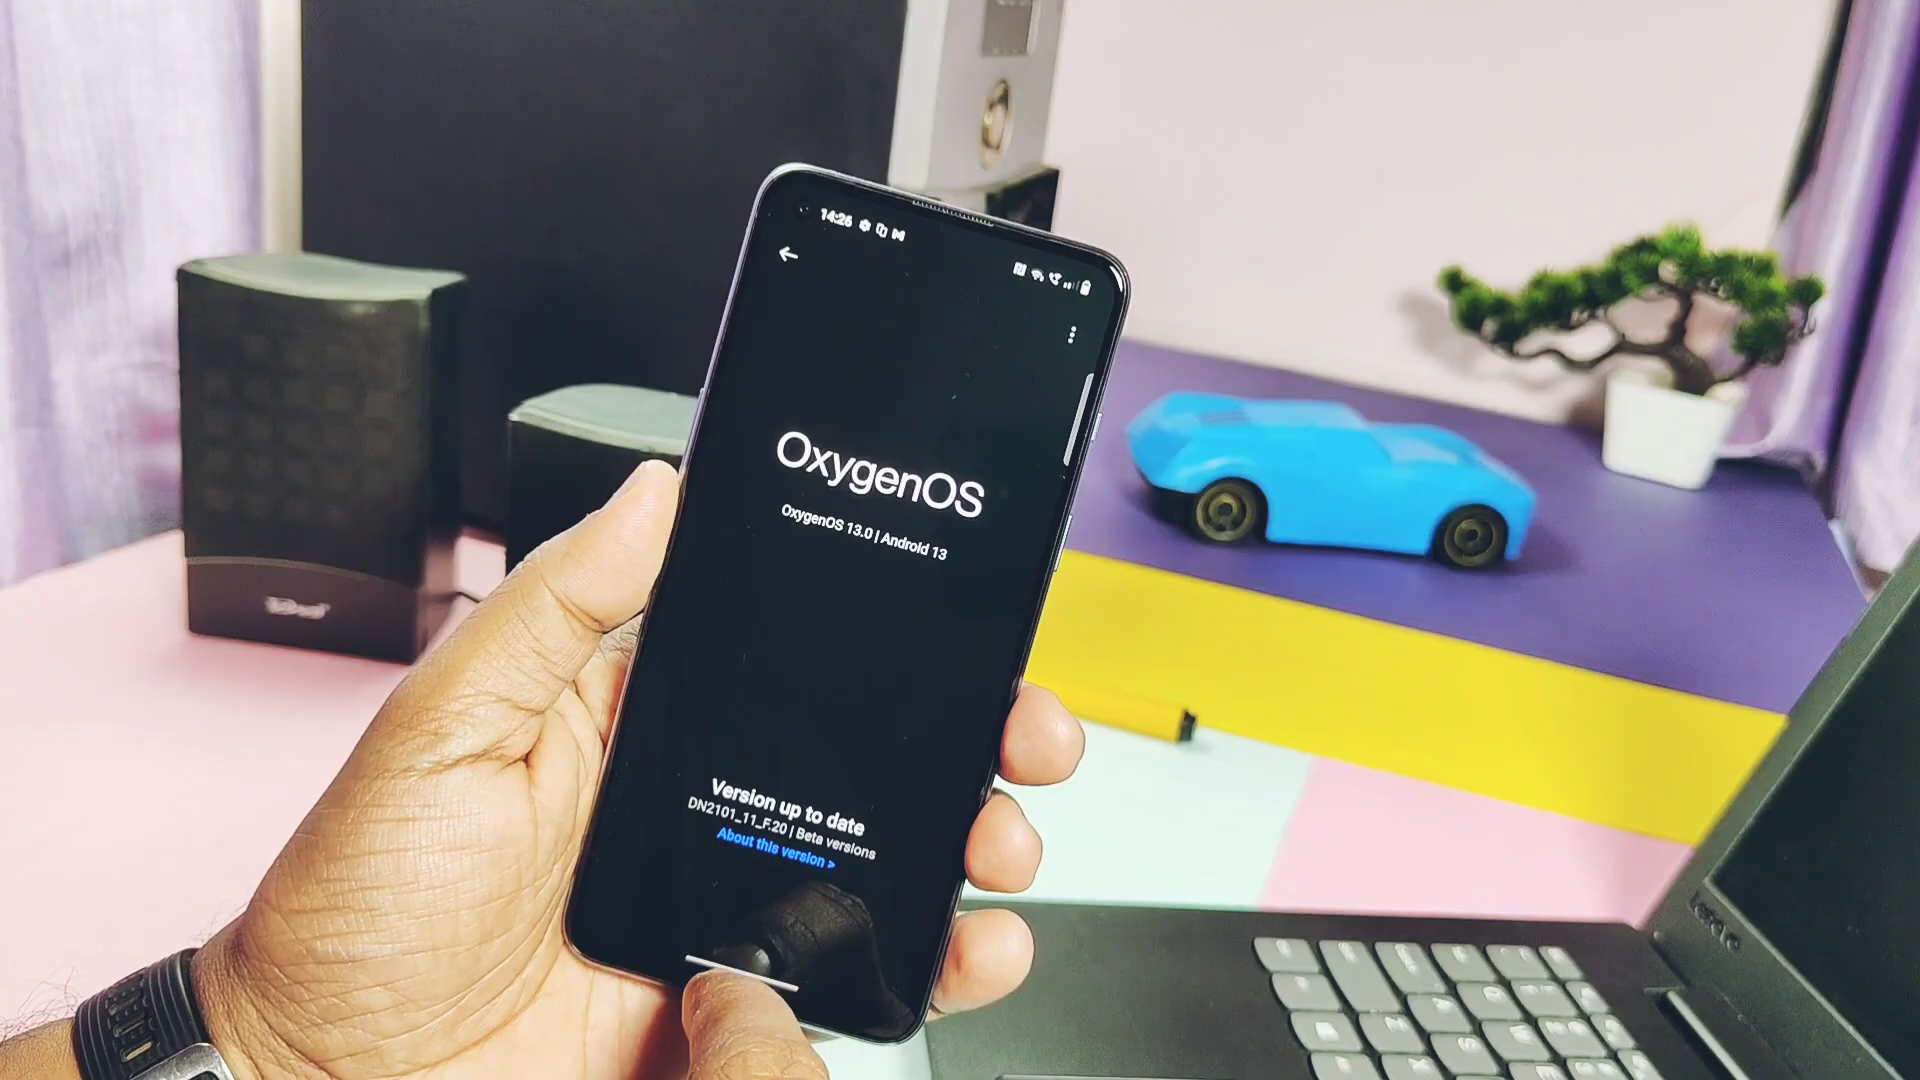 14:26
OxygenOS
OxygenOS 13.0 | Android 13
Version up to date
DN2101_11_F.20 | Beta versions
About this version >
Lenovo